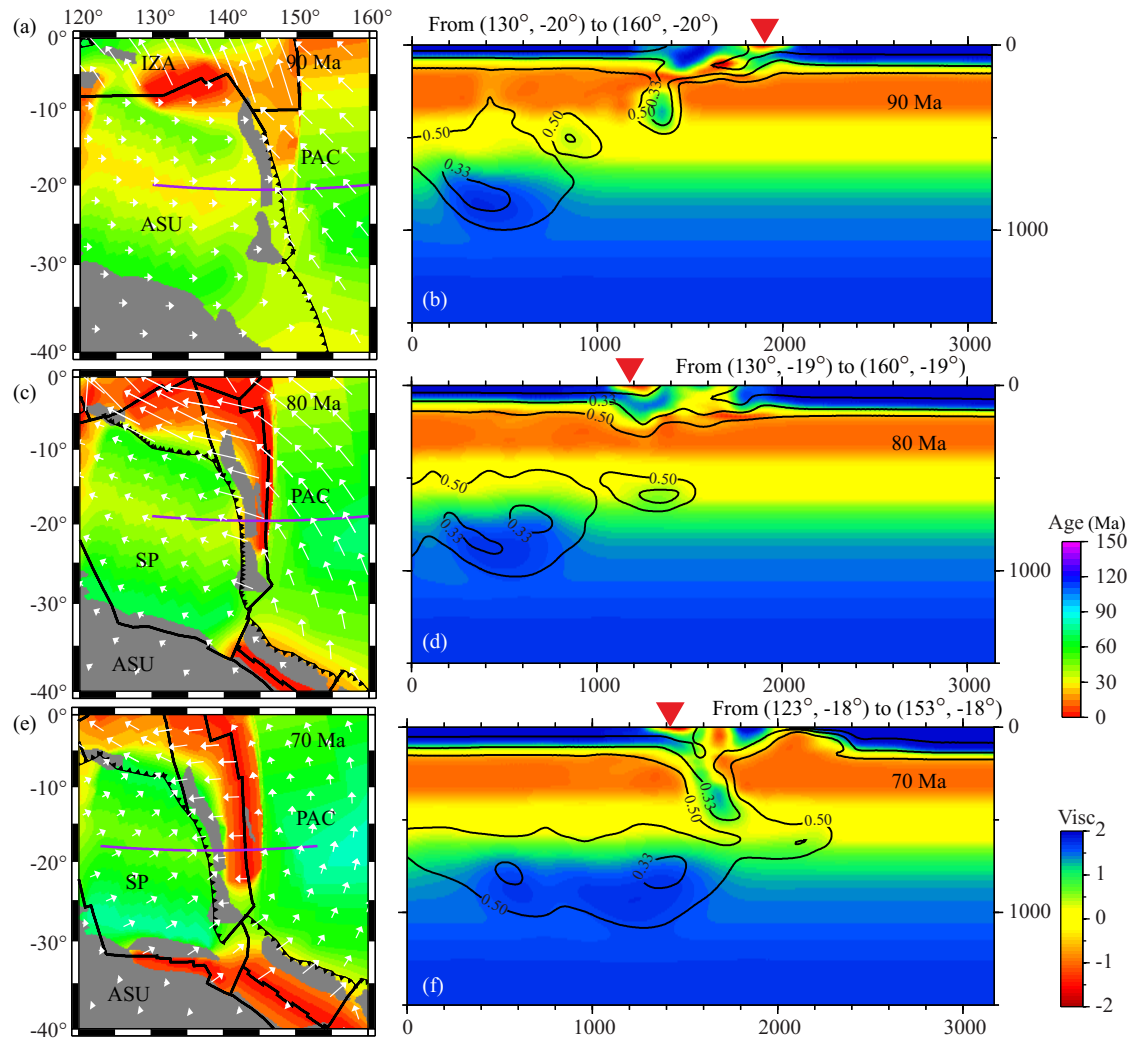 120° 130° 140° 150° 160°
(a)
0°
-10°
-20°
-30°
-40°
IZA
90 Ma
PAC
ASU
From (130°, -20°) to (160°, -20°)
0
1000
90 Ma
0.50
0.33
0.50
0.33
0.50
(b)
0 1000 2000 3000
(c)
0°
-10°
-20°
-30°
-40°
80 Ma
PAC
SP
ASU
From (130°, -19°) to (160°, -19°)
0
1000
80 Ma
0.33
0.50
0.50
0.50
0.33
0.33
(d)
0 1000 2000 3000
(e)
0°
-10°
-20°
-30°
-40°
70 Ma
PAC
SP
ASU
From (123°, -18°) to (153°, -18°)
0
1000
70 Ma
0.33
0.50
0.50
0.33
0.50
(f)
0 1000 2000 3000
Age (Ma)
150
120
90
60
30
0
Visc
2
1
0
-1
-2